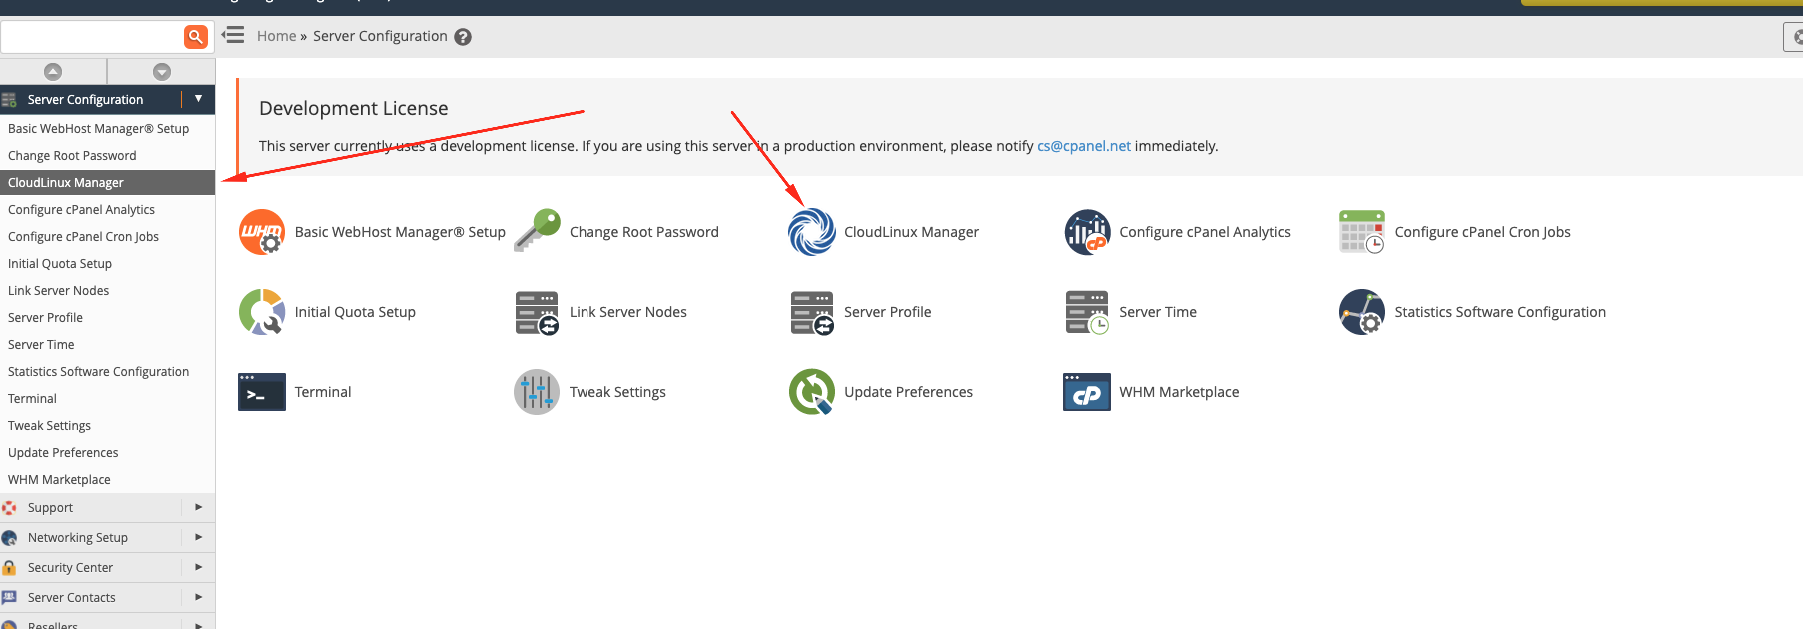 Home » Server Configuration ?
Server Configuration
Basic WebHost Manager® Setup
Change Root Password
CloudLinux Manager
Configure cPanel Analytics
Configure cPanel Cron Jobs
Initial Quota Setup
Link Server Nodes
Server Profile
Server Time
Statistics Software Configuration
Terminal
Tweak Settings
Update Preferences
WHM Marketplace
Support
Networking Setup
Security Center
Server Contacts
Resellers
Development License
This server currently uses a development license. If you are using this server in a production environment, please notify cs@cpanel.net immediately.
WHM
Basic WebHost Manager® Setup
Change Root Password
CloudLinux Manager
cP
Configure cPanel Analytics
Configure cPanel Cron Jobs
Initial Quota Setup
Link Server Nodes
Server Profile
Server Time
Statistics Software Configuration
>_
Terminal
Tweak Settings
Update Preferences
cP
WHM Marketplace